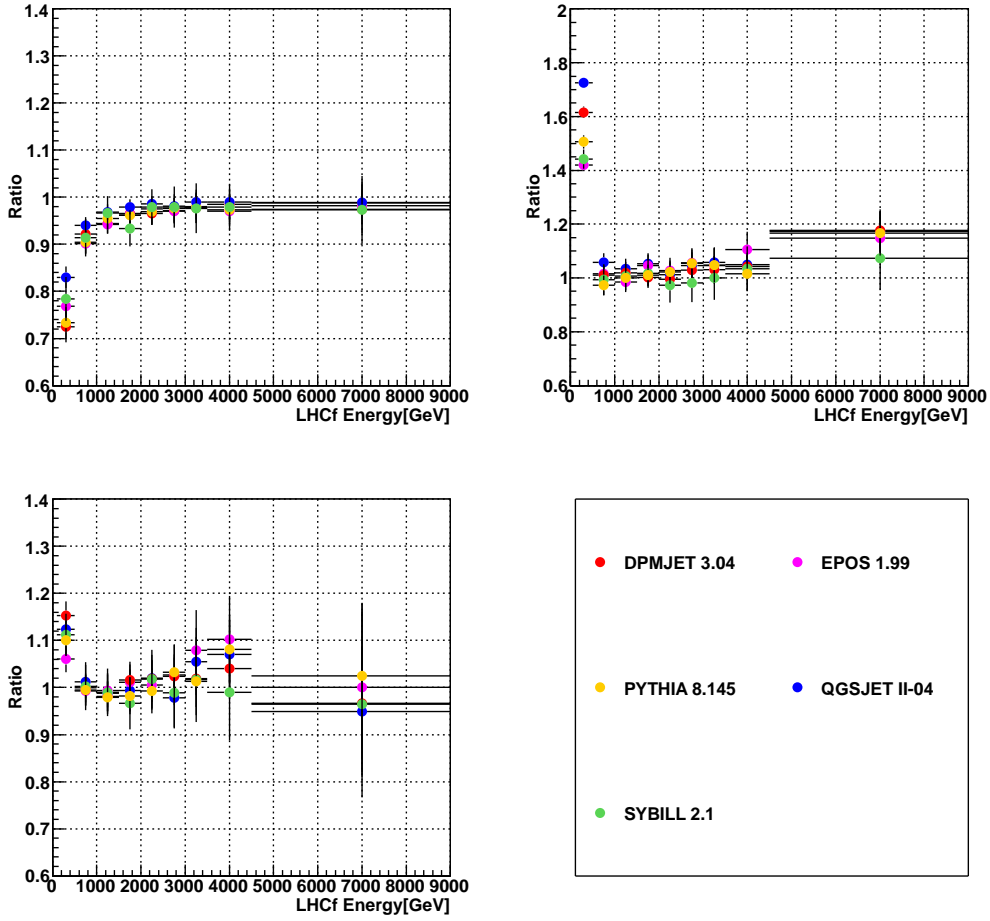 1.4
1.3
1.2
1.1
1
0.9
0.8
0.7
0.6
Ratio
0 1000 2000 3000 4000 5000 6000 7000 8000 9000
LHCf Energy[GeV]
2
1.8
1.6
1.4
1.2
1
0.8
0.6
Ratio
0 1000 2000 3000 4000 5000 6000 7000 8000 9000
LHCf Energy[GeV]
1.4
1.3
1.2
1.1
1
0.9
0.8
0.7
0.6
Ratio
0 1000 2000 3000 4000 5000 6000 7000 8000 9000
LHCf Energy[GeV]
DPMJET 3.04
EPOS 1.99
PYTHIA 8.145
QGSJET II-04
SYBILL 2.1